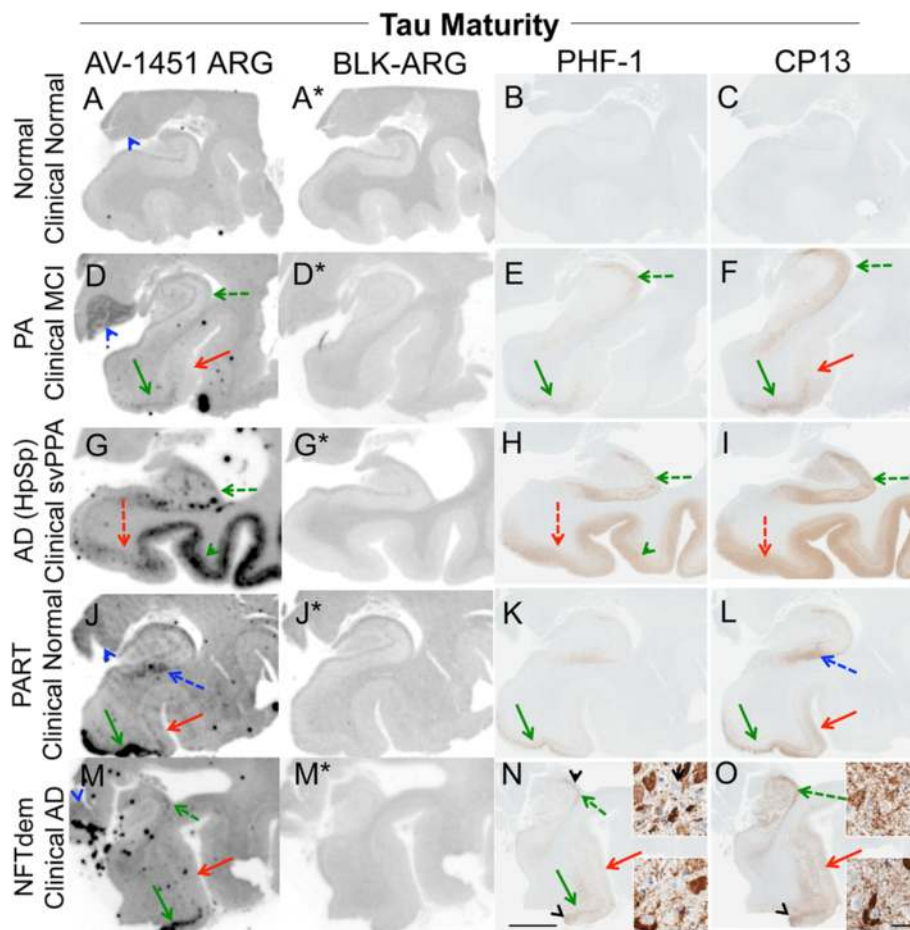 Tau Maturity
AV-1451 ARG BLK-ARG PHF-1 CP13
Normal
Clinical Normal
A A* B C
PA
Clinical MCI
D D* E F
AD (HpSp)
Clinical svPPA
G G* H I
PART
Clinical Normal
J J* K L
NFTdem
Clinical AD
M M* N O